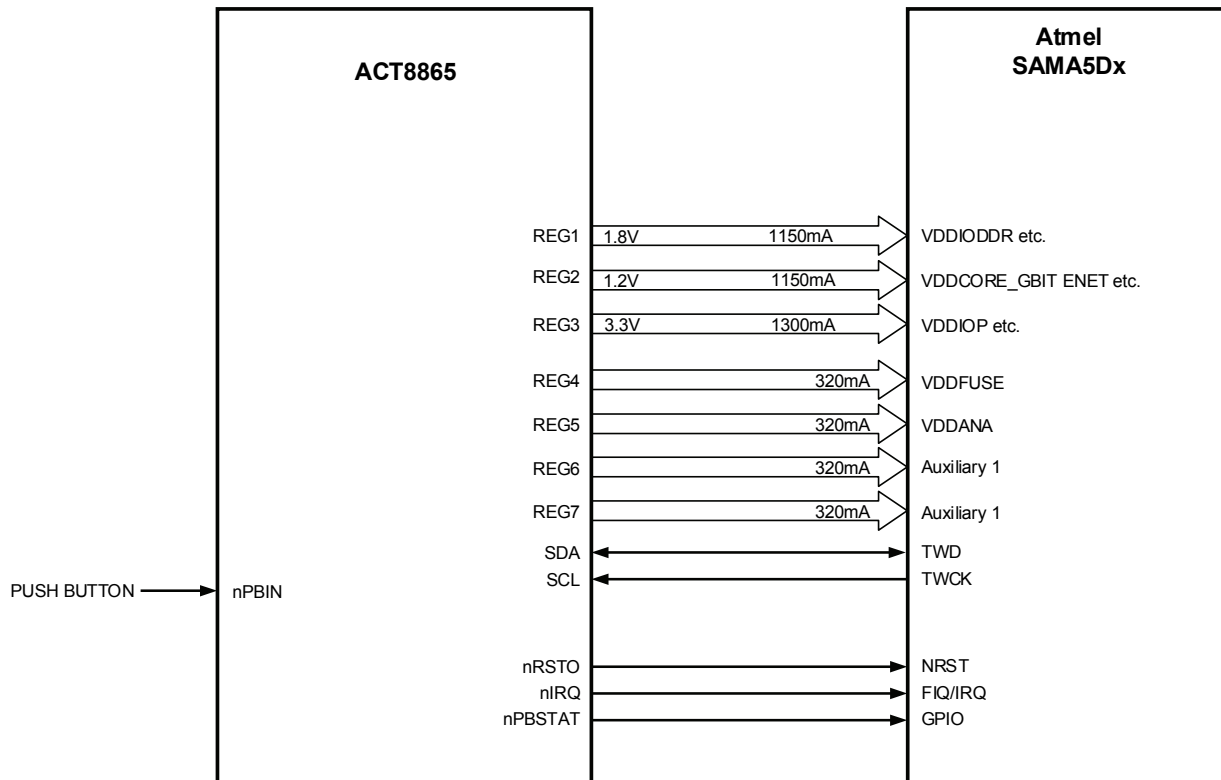 ACT8865
Atmel
SAMA5Dx
REG1 1.8V 1150mA VDDIODDR etc.
REG2 1.2V 1150mA VDDCORE_GBIT ENET etc.
REG3 3.3V 1300mA VDDIOP etc.
REG4 320mA VDDFUSE
REG5 320mA VDDANA
REG6 320mA Auxiliary 1
REG7 320mA Auxiliary 1
SDA TWD
SCL TWCK
PUSH BUTTON nPBIN
nRSTO NRST
nIRQ FIQ/IRQ
nPBSTAT GPIO